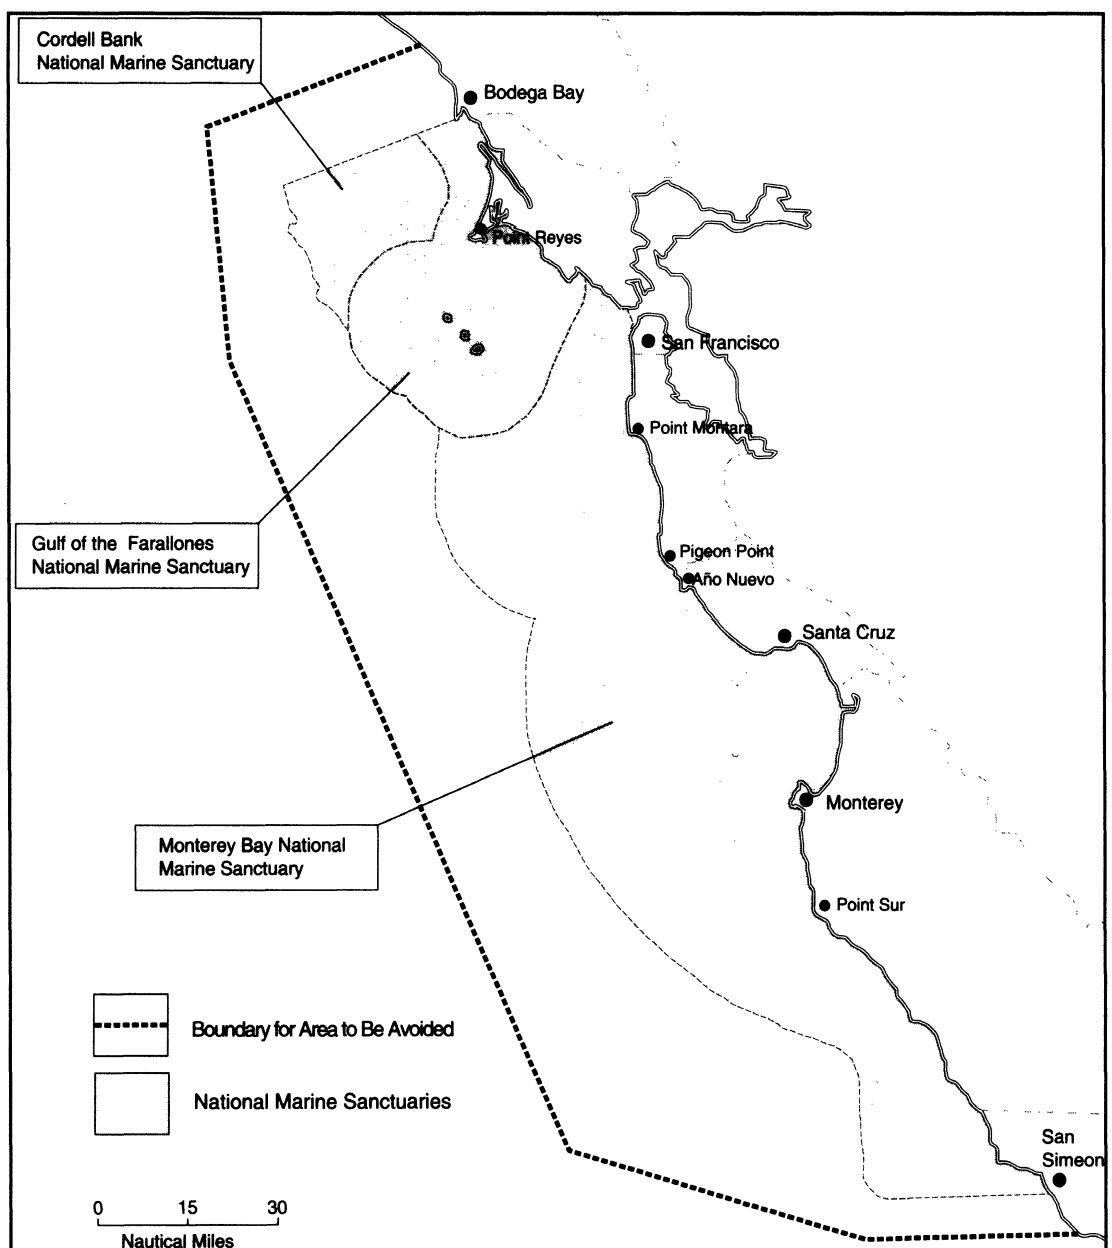 Cordell Bank
National Marine Sanctuary
Bodega Bay
Point Reyes
San Francisco
Point Montara
Gulf of the Farallones
National Marine Sanctuary
Pigeon Point
Año Nuevo
Santa Cruz
Monterey
Monterey Bay National
Marine Sanctuary
Point Sur
Boundary for Area to Be Avoided
National Marine Sanctuaries
San
Simeon
0 15 30
Nautical Miles